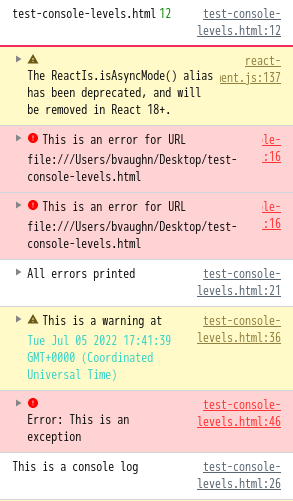 test-console-levels.html 12 test-console-
levels.html:12
react-
The ReactIs.isAsyncMode() alias ent.js:137
has been deprecated, and will
be removed in React 18+.
This is an error for URL le-
file:///Users/bvaughn/Desktop/test- :16
console-levels.html
This is an error for URL le-
file:///Users/bvaughn/Desktop/test- :16
console-levels.html
All errors printed test-console-
levels.html:21
This is a warning at test-console-
levels.html:36
Tue Jul 05 2022 17:41:39
GMT+0000 (Coordinated
Universal Time)
test-console-
Error: This is an levels.html:46
exception
This is a console log test-console-
levels.html:26